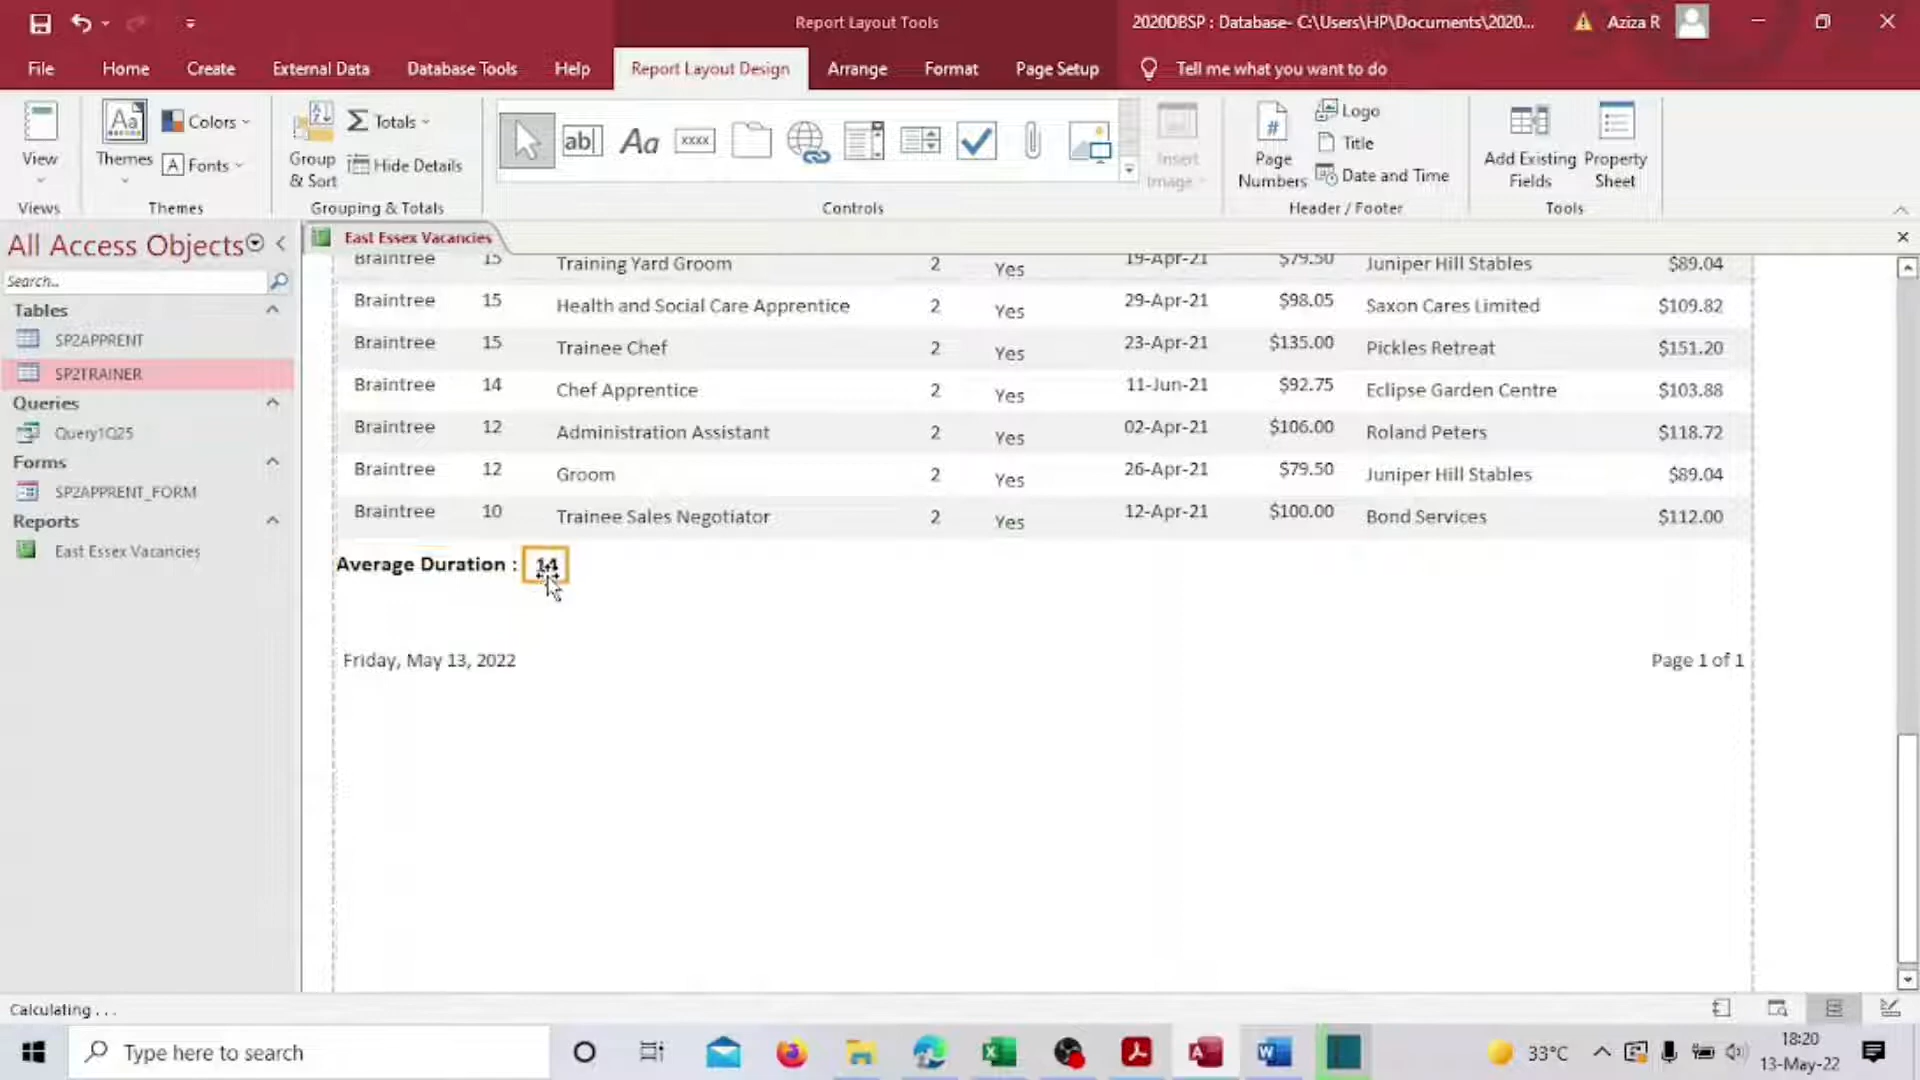 Report Layout Tools
2020DBSP : Database- C:\Users\HP\Documents\2020...
Aziza R
File Home Create External Data Database Tools Help Report Layout Design Arrange Format Page Setup Tell me what you want to do
View
Themes
Colors
Fonts
Group & Sort
Totals
Hide Details
ab|
Aa
xxxx
Insert Image
Page Numbers
Logo
Title
Date and Time
Add Existing Fields
Property Sheet
Views Themes Grouping & Totals Controls Header / Footer Tools
All Access Objects
Search...
Tables
SP2APPRENT
SP2TRAINER
Queries
Query1Q25
Forms
SP2APPRENT_FORM
Reports
East Essex Vacancies
East Essex Vacancies
Braintree 15 Training Yard Groom 2 Yes 19-Apr-21 $79.50 Juniper Hill Stables $89.04
Braintree 15 Health and Social Care Apprentice 2 Yes 29-Apr-21 $98.05 Saxon Cares Limited $109.82
Braintree 15 Trainee Chef 2 Yes 23-Apr-21 $135.00 Pickles Retreat $151.20
Braintree 14 Chef Apprentice 2 Yes 11-Jun-21 $92.75 Eclipse Garden Centre $103.88
Braintree 12 Administration Assistant 2 Yes 02-Apr-21 $106.00 Roland Peters $118.72
Braintree 12 Groom 2 Yes 26-Apr-21 $79.50 Juniper Hill Stables $89.04
Braintree 10 Trainee Sales Negotiator 2 Yes 12-Apr-21 $100.00 Bond Services $112.00
Average Duration : 14
Friday, May 13, 2022 Page 1 of 1
Calculating . . .
Type here to search
33°C
18:20
13-May-22